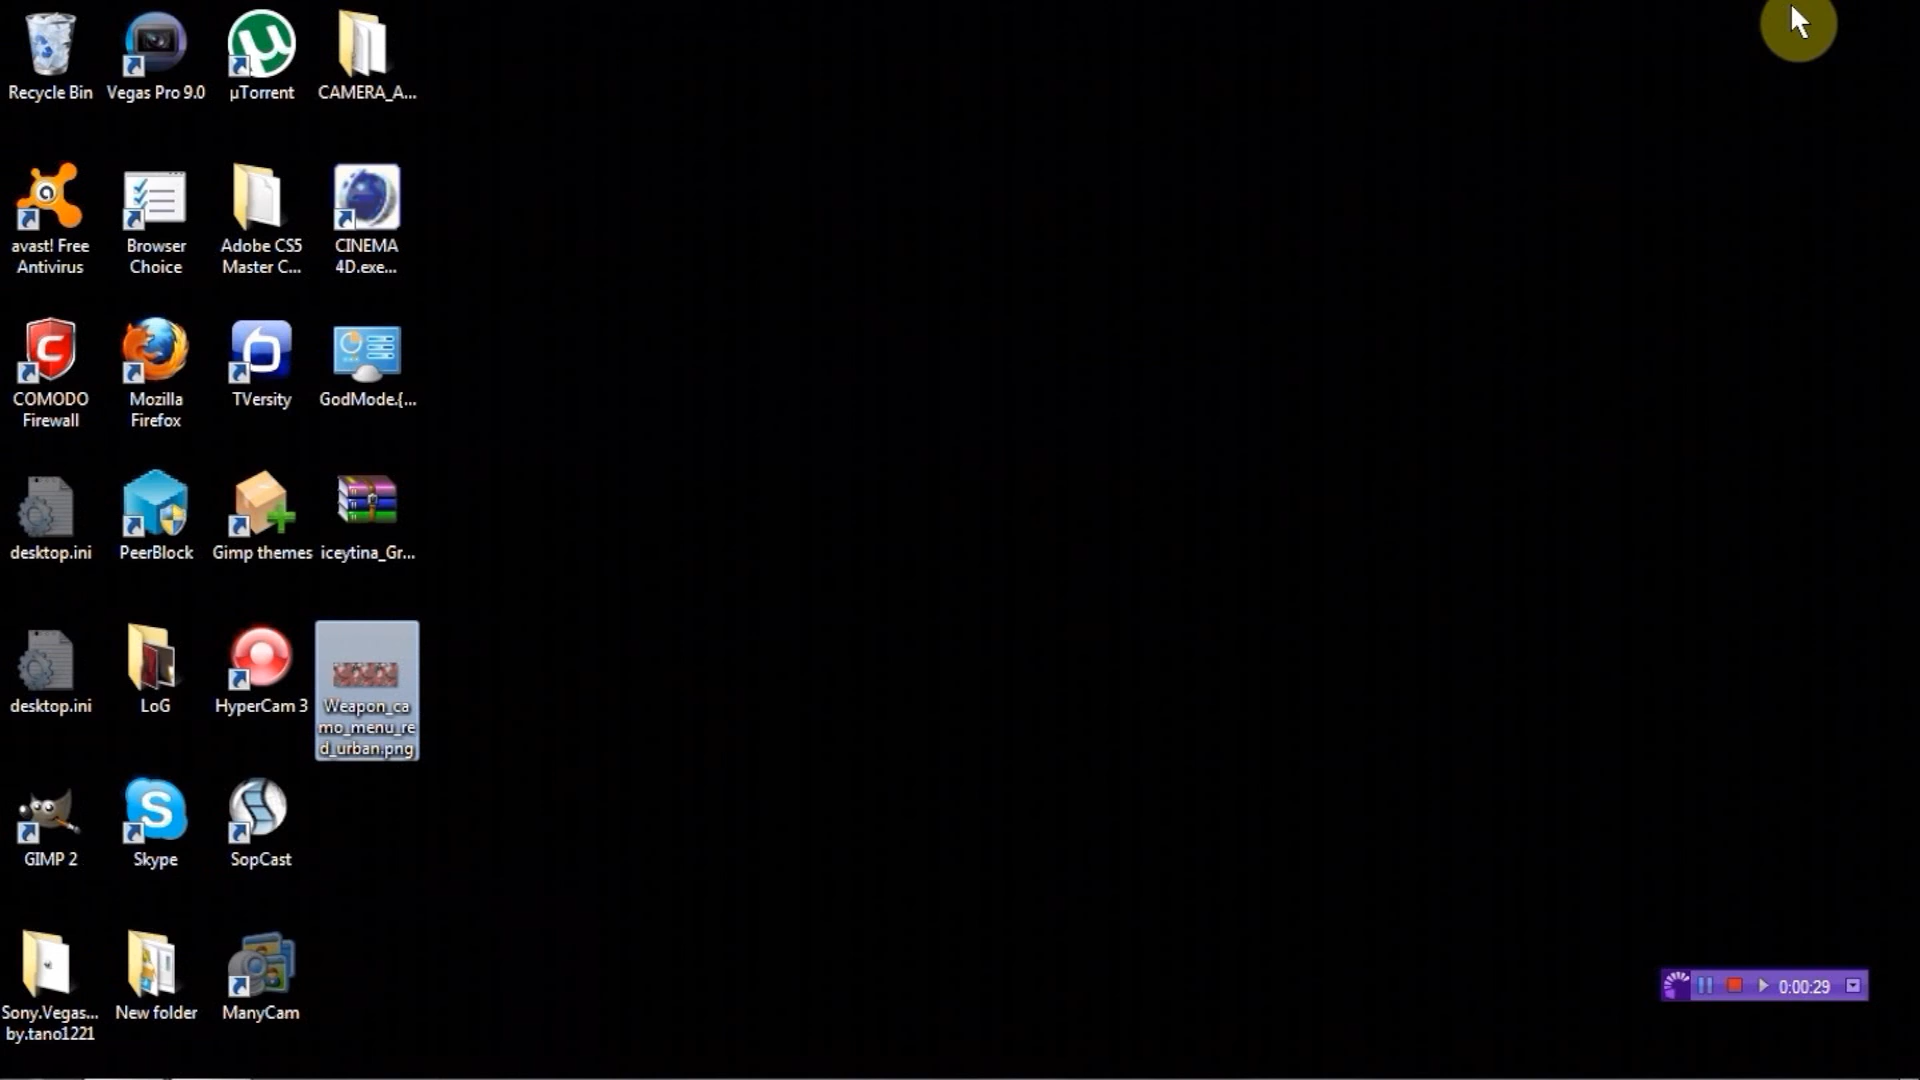 Recycle Bin
Vegas Pro 9.0
µTorrent
CAMERA_A...
avast! Free
Antivirus
Browser
Choice
Adobe CS5
Master C...
CINEMA
4D.exe...
COMODO
Firewall
Mozilla
Firefox
TVersity
GodMode.{...
desktop.ini
PeerBlock
Gimp themes
iceytina_Gr...
desktop.ini
LoG
HyperCam 3
Weapon_ca
mo_menu_re
d_urban.png
GIMP 2
Skype
SopCast
Sony.Vegas...
by.tano1221
New folder
ManyCam
0:00:29